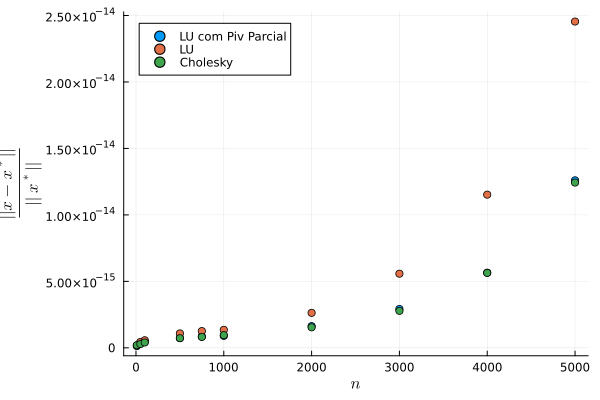 2.50×10⁻¹⁴
2.00×10⁻¹⁴
1.50×10⁻¹⁴
1.00×10⁻¹⁴
5.00×10⁻¹⁵
0
||x − x*||
||x*||
LU com Piv Parcial
LU
Cholesky
0 1000 2000 3000 4000 5000
n